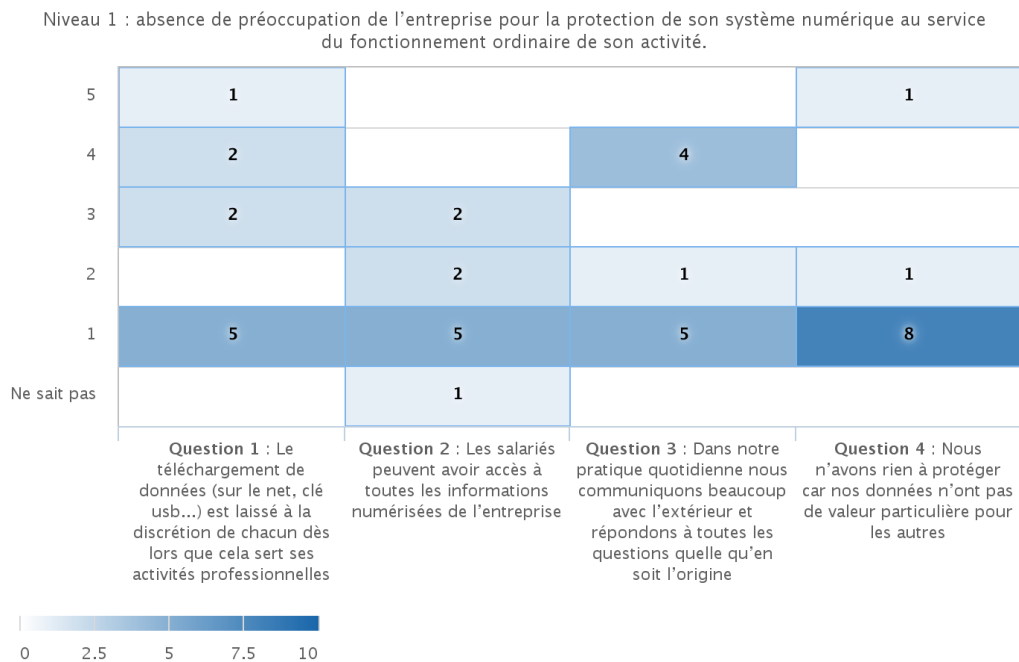 Niveau 1 : absence de préoccupation de l’entreprise pour la protection de son système numérique au service
du fonctionnement ordinaire de son activité.
5
1
1
4
2
4
3
2
2
2
2
1
1
1
5
5
5
8
Ne sait pas
1
Question 1 : Le
téléchargement de
données (sur le net, clé
usb...) est laissé à la
discrétion de chacun dès
lors que cela sert ses
activités professionnelles
Question 2 : Les salariés
peuvent avoir accès à
toutes les informations
numérisées de l’entreprise
Question 3 : Dans notre
pratique quotidienne nous
communiquons beaucoup
avec l’extérieur et
répondons à toutes les
questions quelle qu’en
soit l’origine
Question 4 : Nous
n’avons rien à protéger
car nos données n’ont pas
de valeur particulière pour
les autres
0
2.5
5
7.5
10